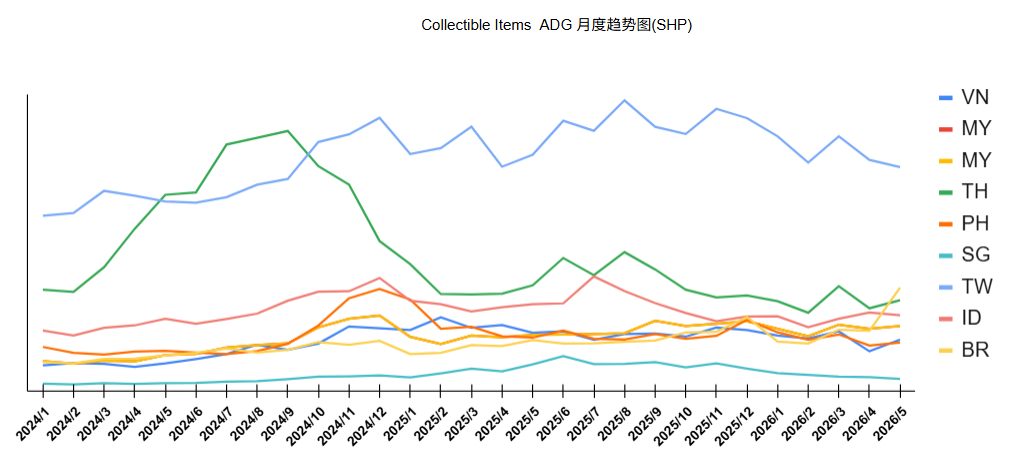 Collectible Items  ADG 月度趋势图(SHP)
VN
MY
MY
TH
PH
SG
TW
ID
BR
2024/1
2024/2
2024/3
2024/4
2024/5
2024/6
2024/7
2024/8
2024/9
2024/10
2024/11
2024/12
2025/1
2025/2
2025/3
2025/4
2025/5
2025/6
2025/7
2025/8
2025/9
2025/10
2025/11
2025/12
2026/1
2026/2
2026/3
2026/4
2026/5